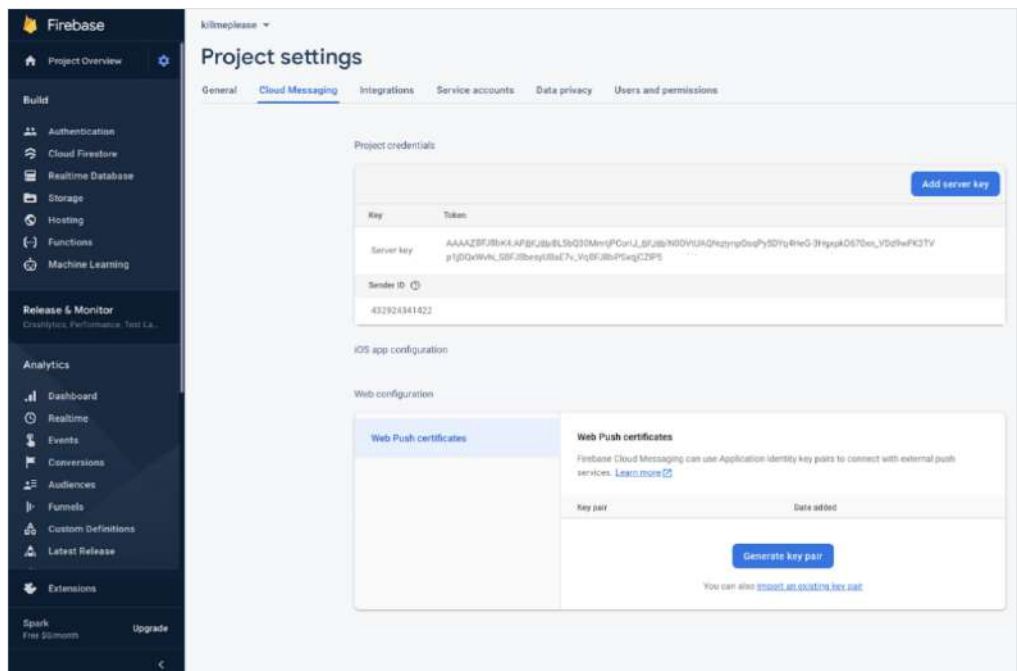 Firebase
Project Overview
Build
Authentication
Cloud Firestore
Realtime Database
Storage
Hosting
Functions
Machine Learning
Release & Monitor
Crashlytics, Performance, Test La...
Analytics
Dashboard
Realtime
Events
Conversions
Audiences
Funnels
Custom Definitions
Latest Release
Extensions
Spark
Free $0/month
Upgrade
killmeplease
Project settings
General Cloud Messaging Integrations Service accounts Data privacy Users and permissions
Project credentials
Add server key
Key Token
Server key
Sender ID
432924341422
iOS app configuration
Web configuration
Web Push certificates
Web Push certificates
Firebase Cloud Messaging can use Application Identity key pairs to connect with external push
services. Learn more
Key pair Date added
Generate key pair
You can also import an existing key pair